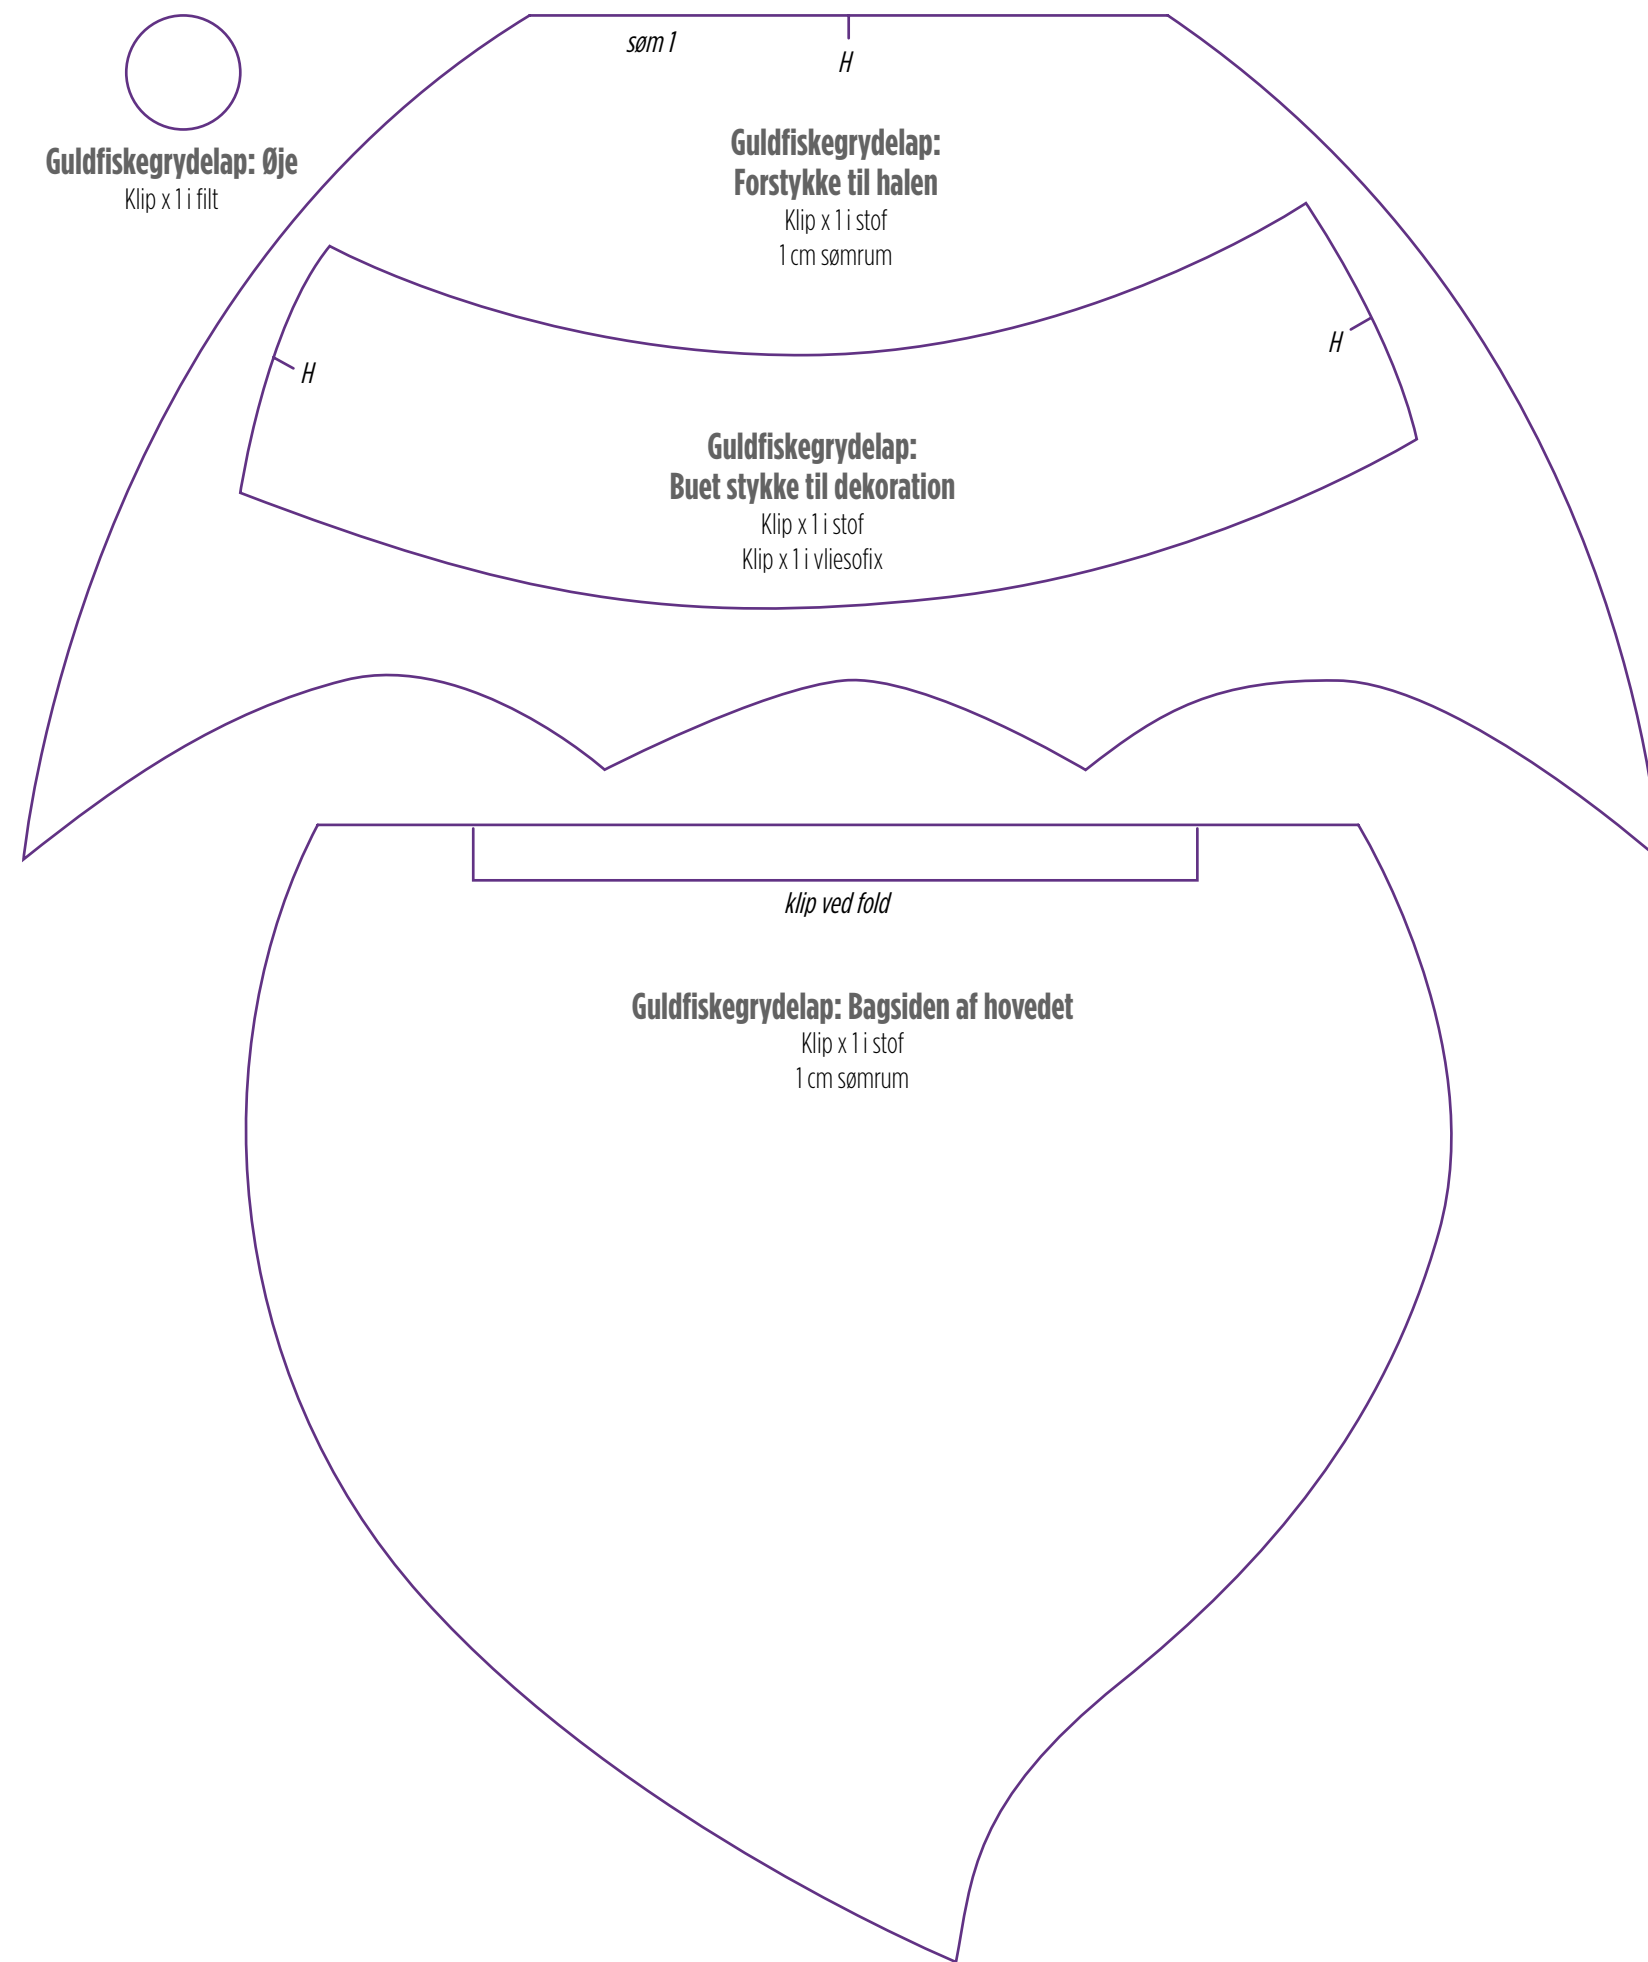 søm 1
H
Guldfiskegrydelap: Øje
Klip x 1 i filt
Guldfiskegrydelap:
Forstykke til halen
Klip x 1 i stof
1 cm sømrum
H
H
Guldfiskegrydelap:
Buet stykke til dekoration
Klip x 1 i stof
Klip x 1 i vliesofix
klip ved fold
Guldfiskegrydelap: Bagsiden af hovedet
Klip x 1 i stof
1 cm sømrum